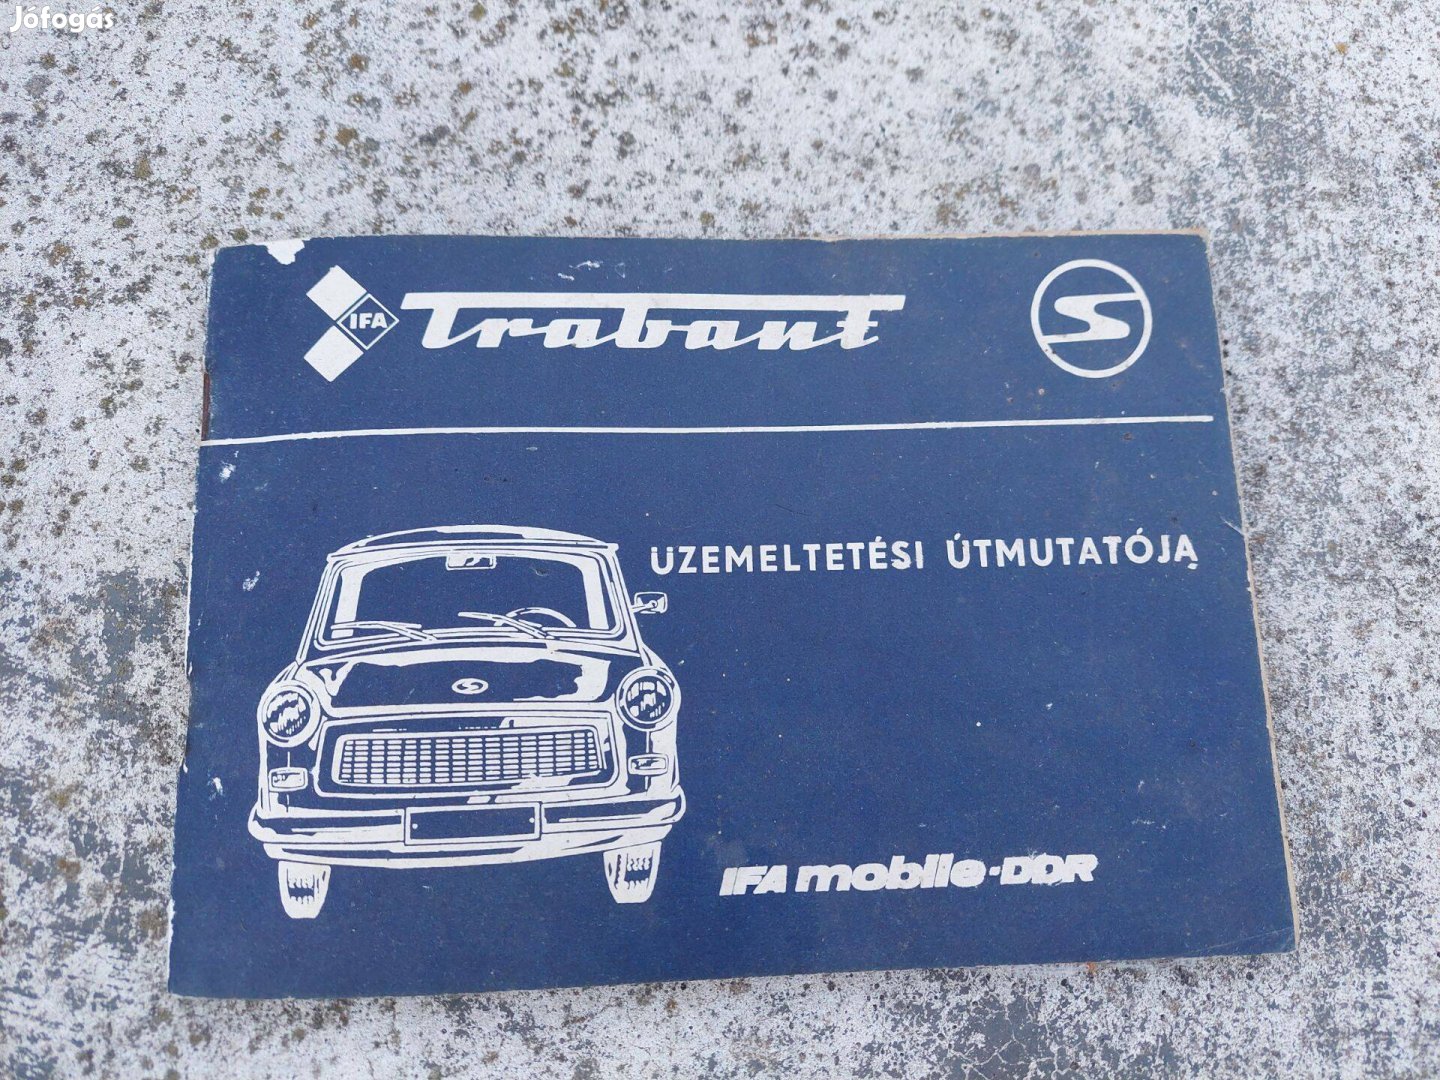 Jófogás
IFA Trabant S
ÜZEMELTETÉSI ÚTMUTATÓJA
IFA mobile-DDR